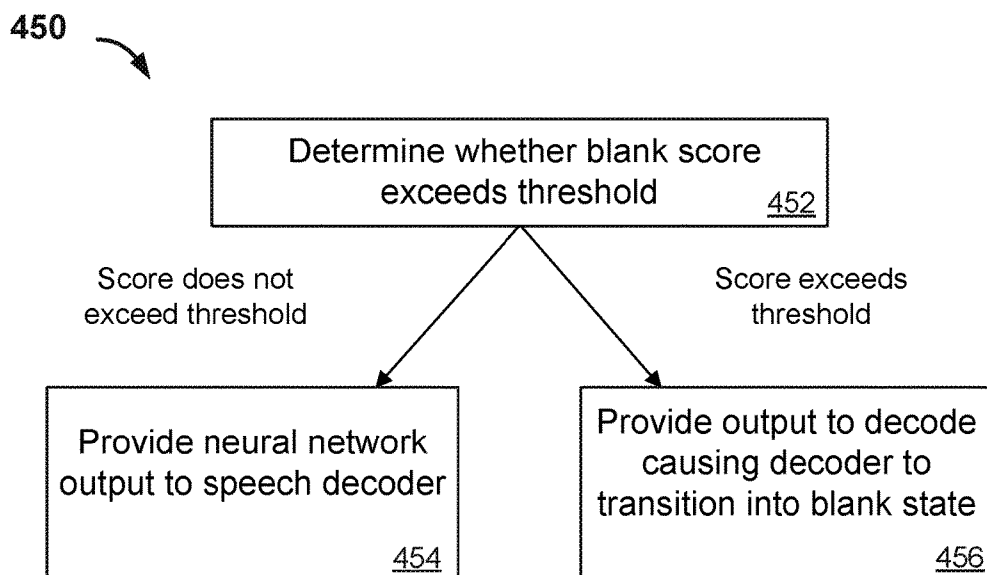 450
Determine whether blank score
exceeds threshold
452
Score does not
exceed threshold
Score exceeds
threshold
Provide neural network
output to speech decoder
454
Provide output to decode
causing decoder to
transition into blank state
456